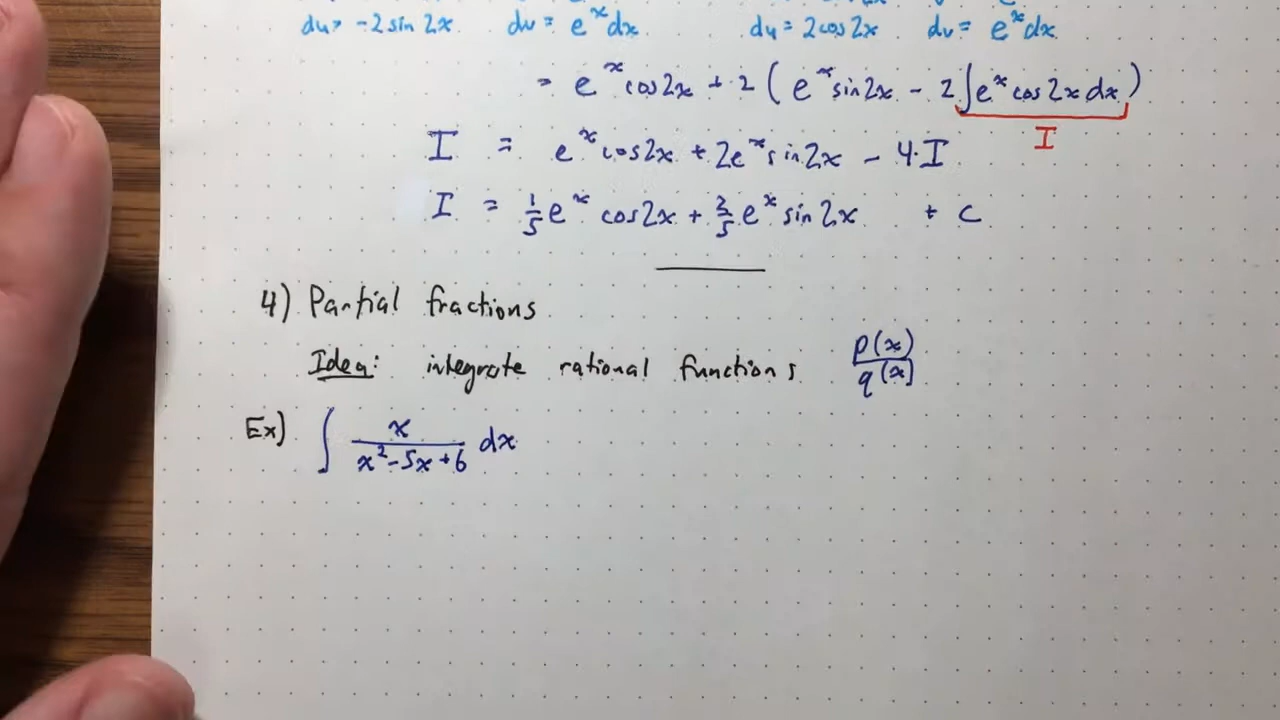 du = -2 sin 2x dv = e^x dx du = 2 cos 2x dv = e^x dx
= e^x cos 2x + 2 ( e^x sin 2x - 2 ∫ e^x cos 2x dx )
I
I = e^x cos 2x + 2e^x sin 2x - 4·I
I = 1/5 e^x cos 2x + 2/5 e^x sin 2x + C
4) Partial fractions
Idea: integrate rational functions p(x)/q(x)
Ex) ∫ x/(x^2-5x+6) dx